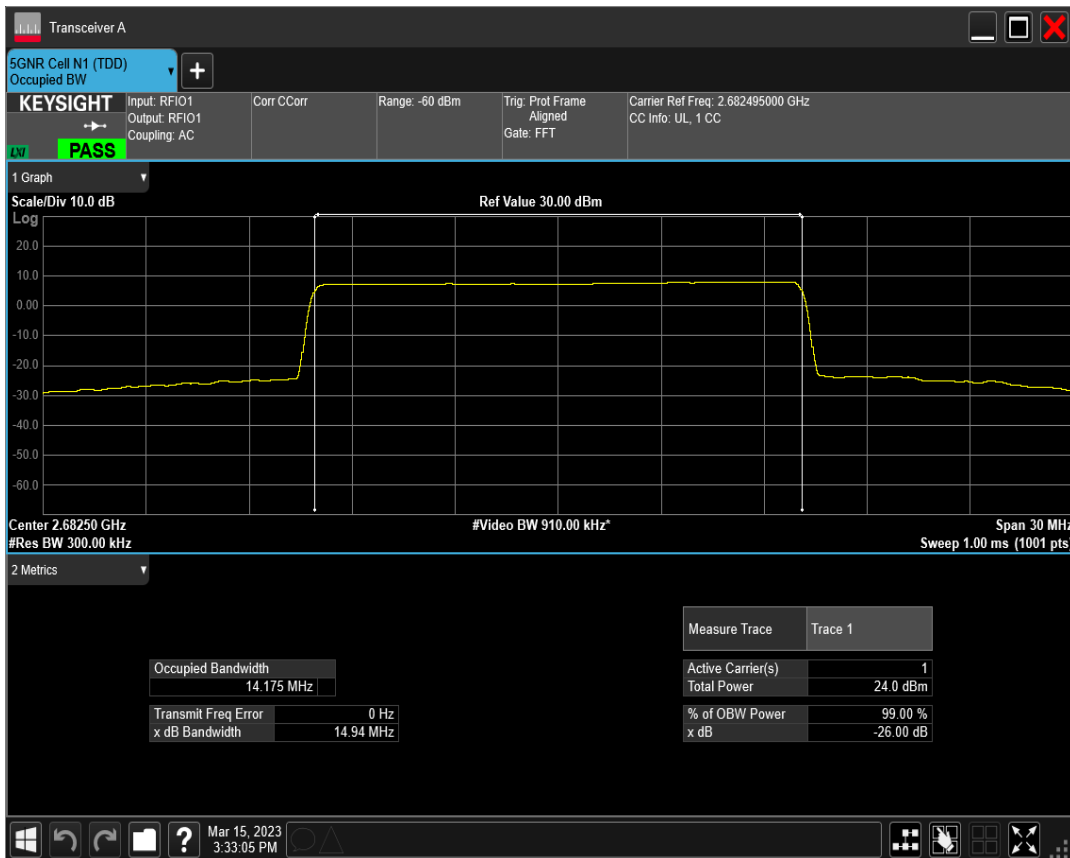 Transceiver A
5GNR Cell N1 (TDD)
Occupied BW
+
KEYSIGHT
LXI
PASS
Input: RFIO1
Output: RFIO1
Coupling: AC
Corr CCorr
Range: -60 dBm
Trig: Prot Frame
Aligned
Gate: FFT
Carrier Ref Freq: 2.682495000 GHz
CC Info: UL, 1 CC
1 Graph
Scale/Div 10.0 dB
Ref Value 30.00 dBm
Log
20.0
10.0
0.00
-10.0
-20.0
-30.0
-40.0
-50.0
-60.0
Center 2.68250 GHz
#Video BW 910.00 kHz*
Span 30 MHz
#Res BW 300.00 kHz
Sweep 1.00 ms (1001 pts)
2 Metrics
Measure Trace Trace 1
Occupied Bandwidth
14.175 MHz
Active Carrier(s) 1
Total Power 24.0 dBm
Transmit Freq Error 0 Hz
x dB Bandwidth 14.94 MHz
% of OBW Power 99.00 %
x dB -26.00 dB
?
Mar 15, 2023
3:33:05 PM